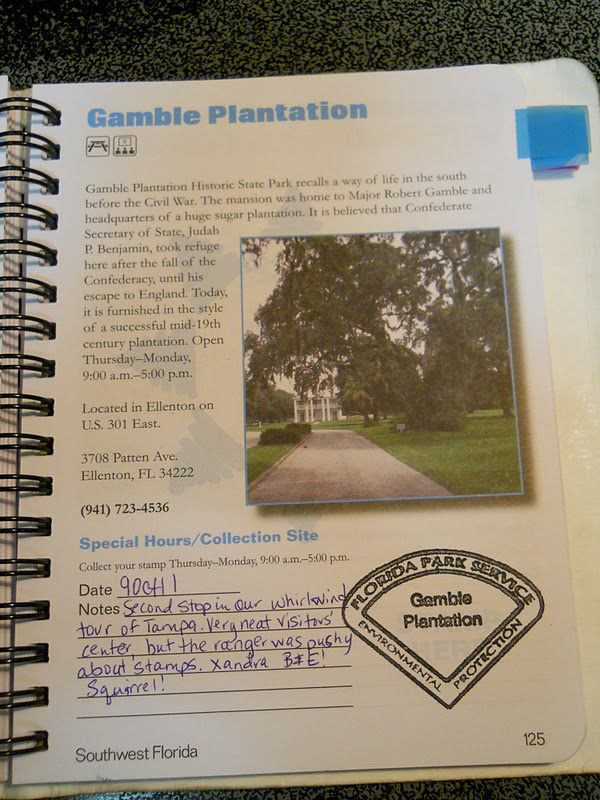 Gamble Plantation
Gamble Plantation Historic State Park recalls a way of life in the south
before the Civil War. The mansion was home to Major Robert Gamble and
headquarters of a huge sugar plantation. It is believed that Confederate
Secretary of State, Judah
P. Benjamin, took refuge
here after the fall of the
Confederacy, until his
escape to England. Today,
it is furnished in the style
of a successful mid-19th
century plantation. Open
Thursday–Monday,
9:00 a.m.–5:00 p.m.
Located in Ellenton on
U.S. 301 East.
3708 Patten Ave.
Ellenton, FL 34222
(941) 723-4536
Special Hours/Collection Site
Collect your stamp Thursday–Monday, 9:00 a.m.–5:00 p.m.
Date 9Oct11
Notes Second stop in our whirlwind
tour of Tampa. Very neat visitors'
center, but the ranger was pushy
about stamps. Xandra B#E!
Squirrel!
FLORIDA PARK SERVICE
Gamble
Plantation
ENVIRONMENTAL PROTECTION
Southwest Florida
125